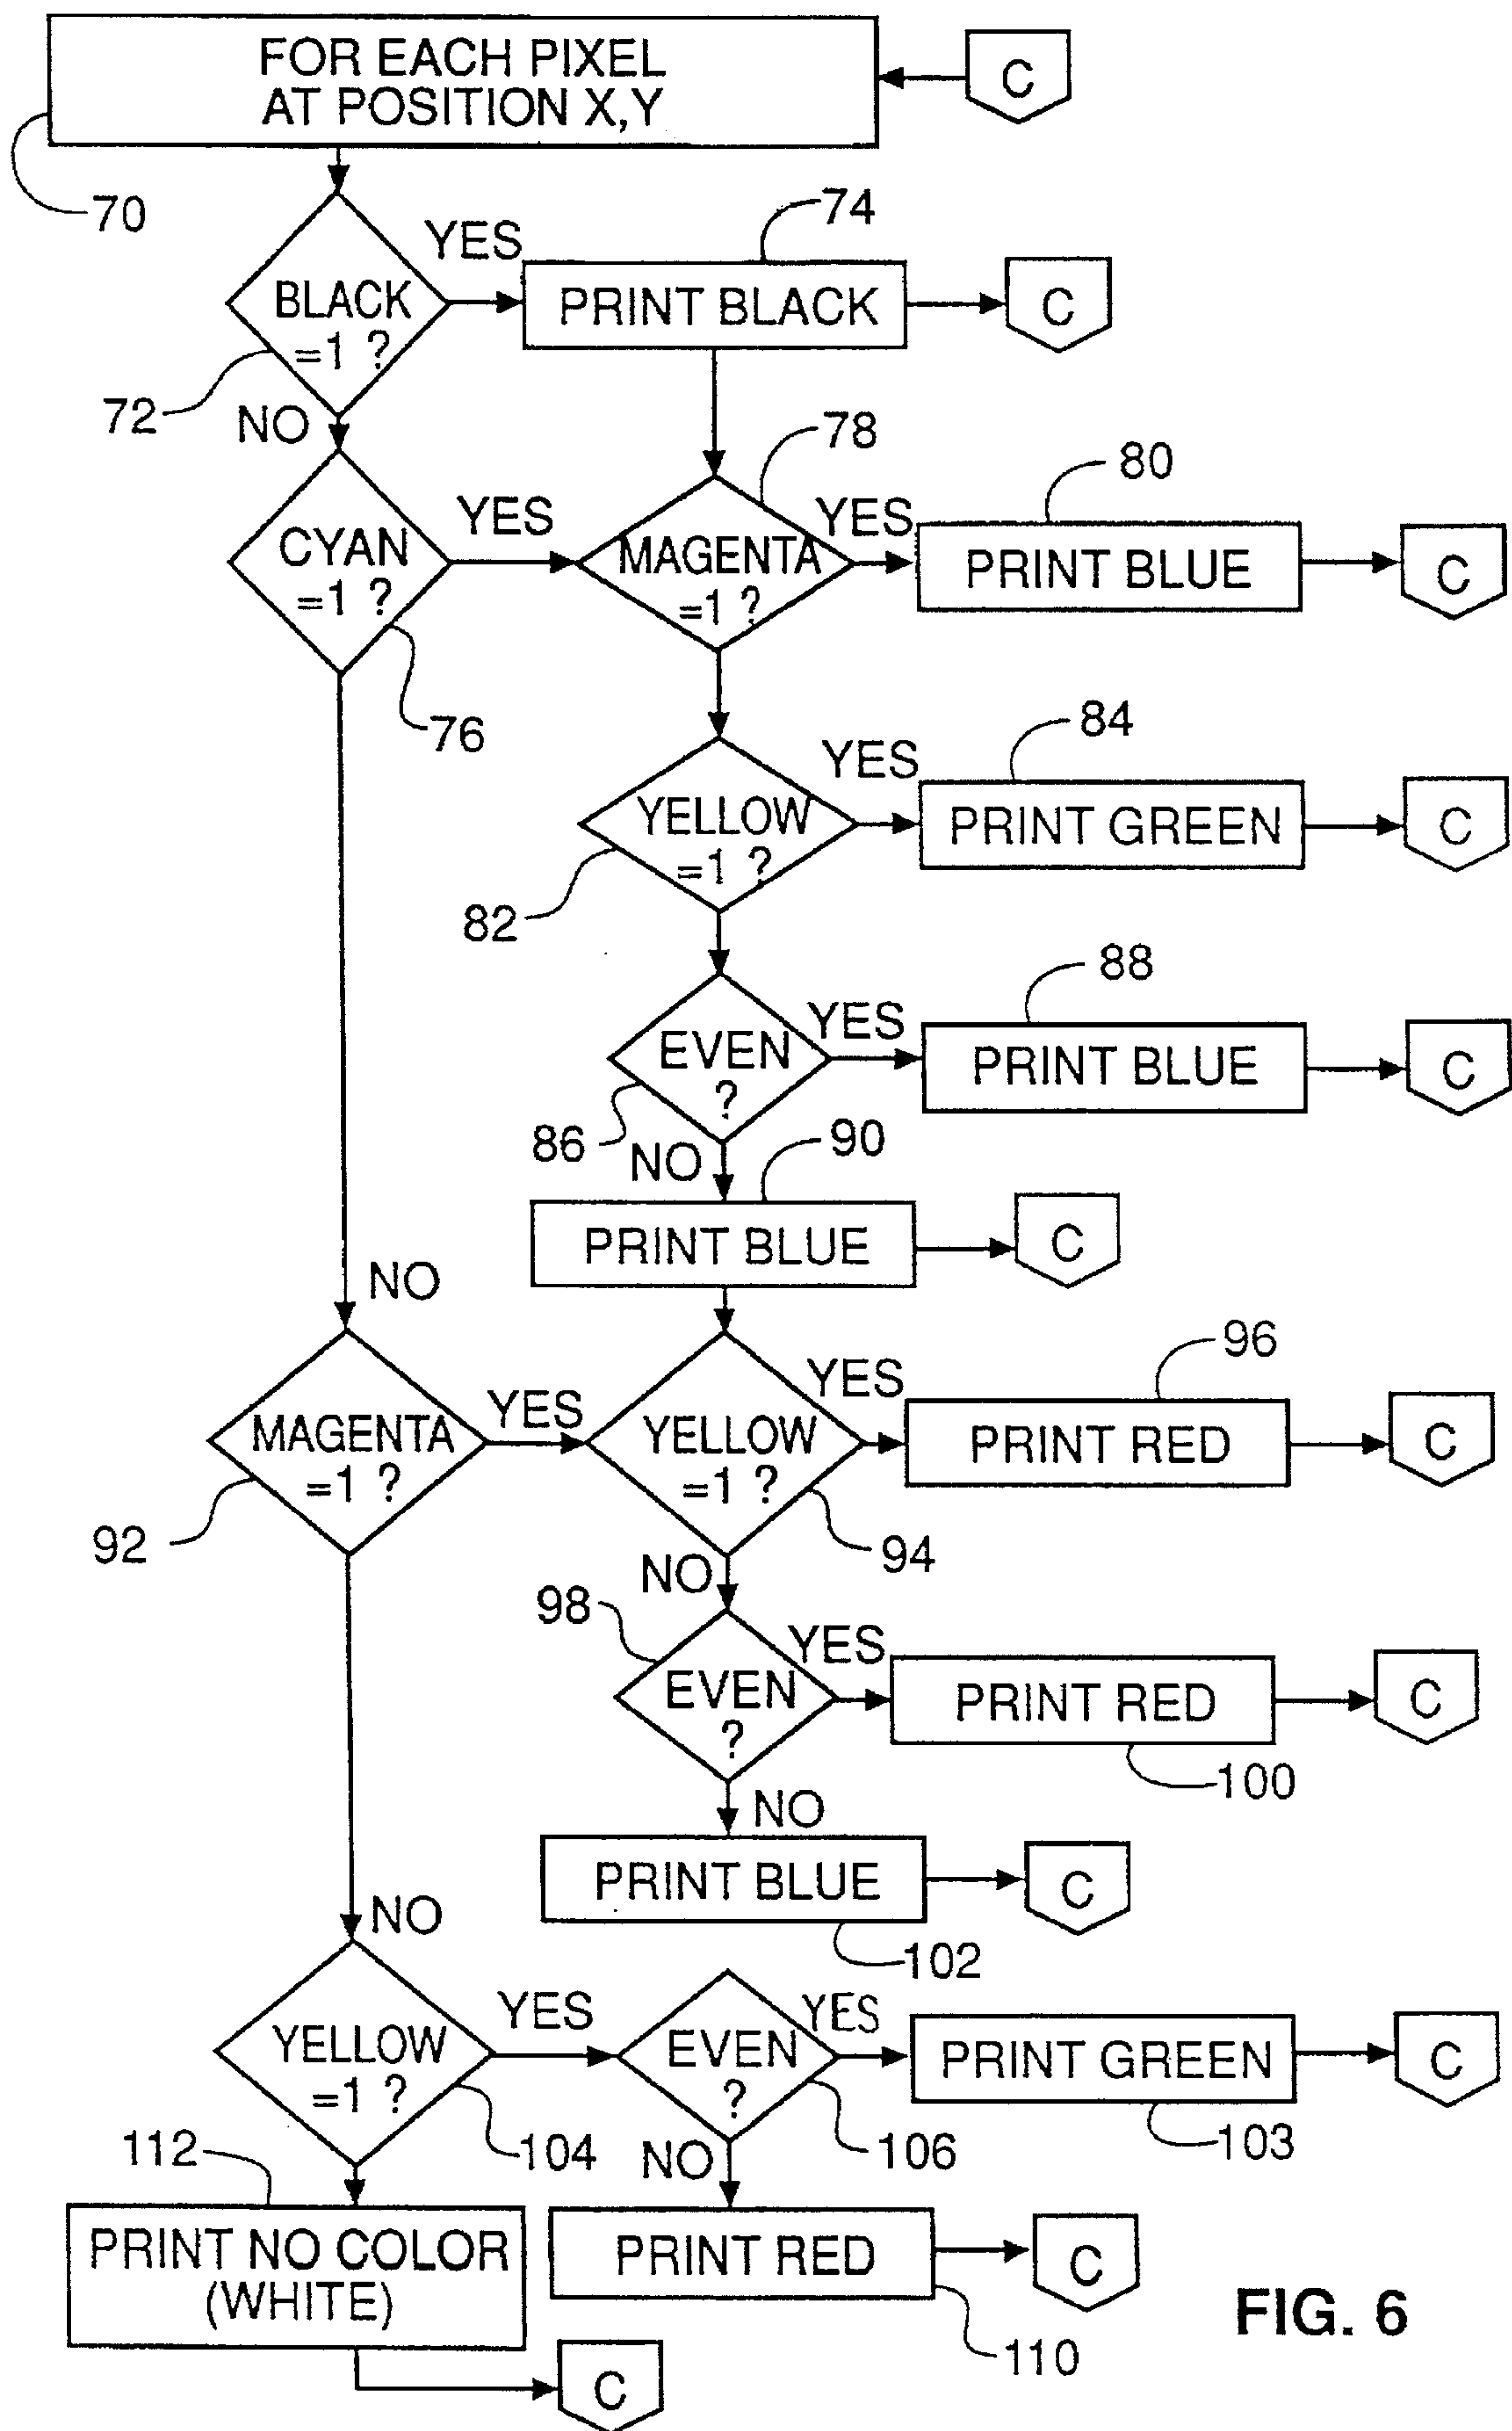 FOR EACH PIXEL
AT POSITION X,Y
C
70
74
YES
BLACK
=1 ?
PRINT BLACK
C
72
NO
78
80
CYAN
=1 ?
YES
MAGENTA
=1 ?
YES
PRINT BLUE
C
76
84
YES
YELLOW
=1 ?
PRINT GREEN
C
82
88
EVEN
?
YES
PRINT BLUE
C
86
NO
90
PRINT BLUE
C
NO
96
MAGENTA
=1 ?
YES
YELLOW
=1 ?
YES
PRINT RED
C
92
94
NO
98
YES
EVEN
?
PRINT RED
C
100
NO
PRINT BLUE
C
102
NO
YELLOW
=1 ?
YES
EVEN
?
YES
PRINT GREEN
C
104
106
103
112
NO
PRINT NO COLOR
(WHITE)
PRINT RED
C
110
C
FIG. 6